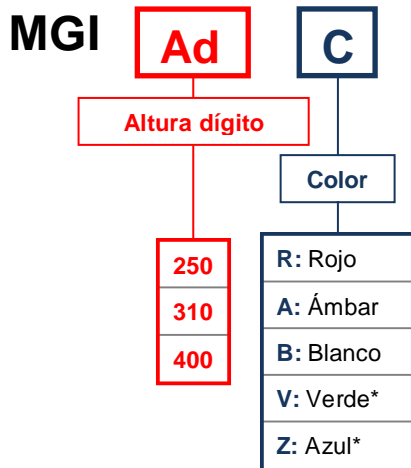 MGI Ad C
Altura dígito
Color
250
310
400
R: Rojo
A: Ámbar
B: Blanco
V: Verde*
Z: Azul*